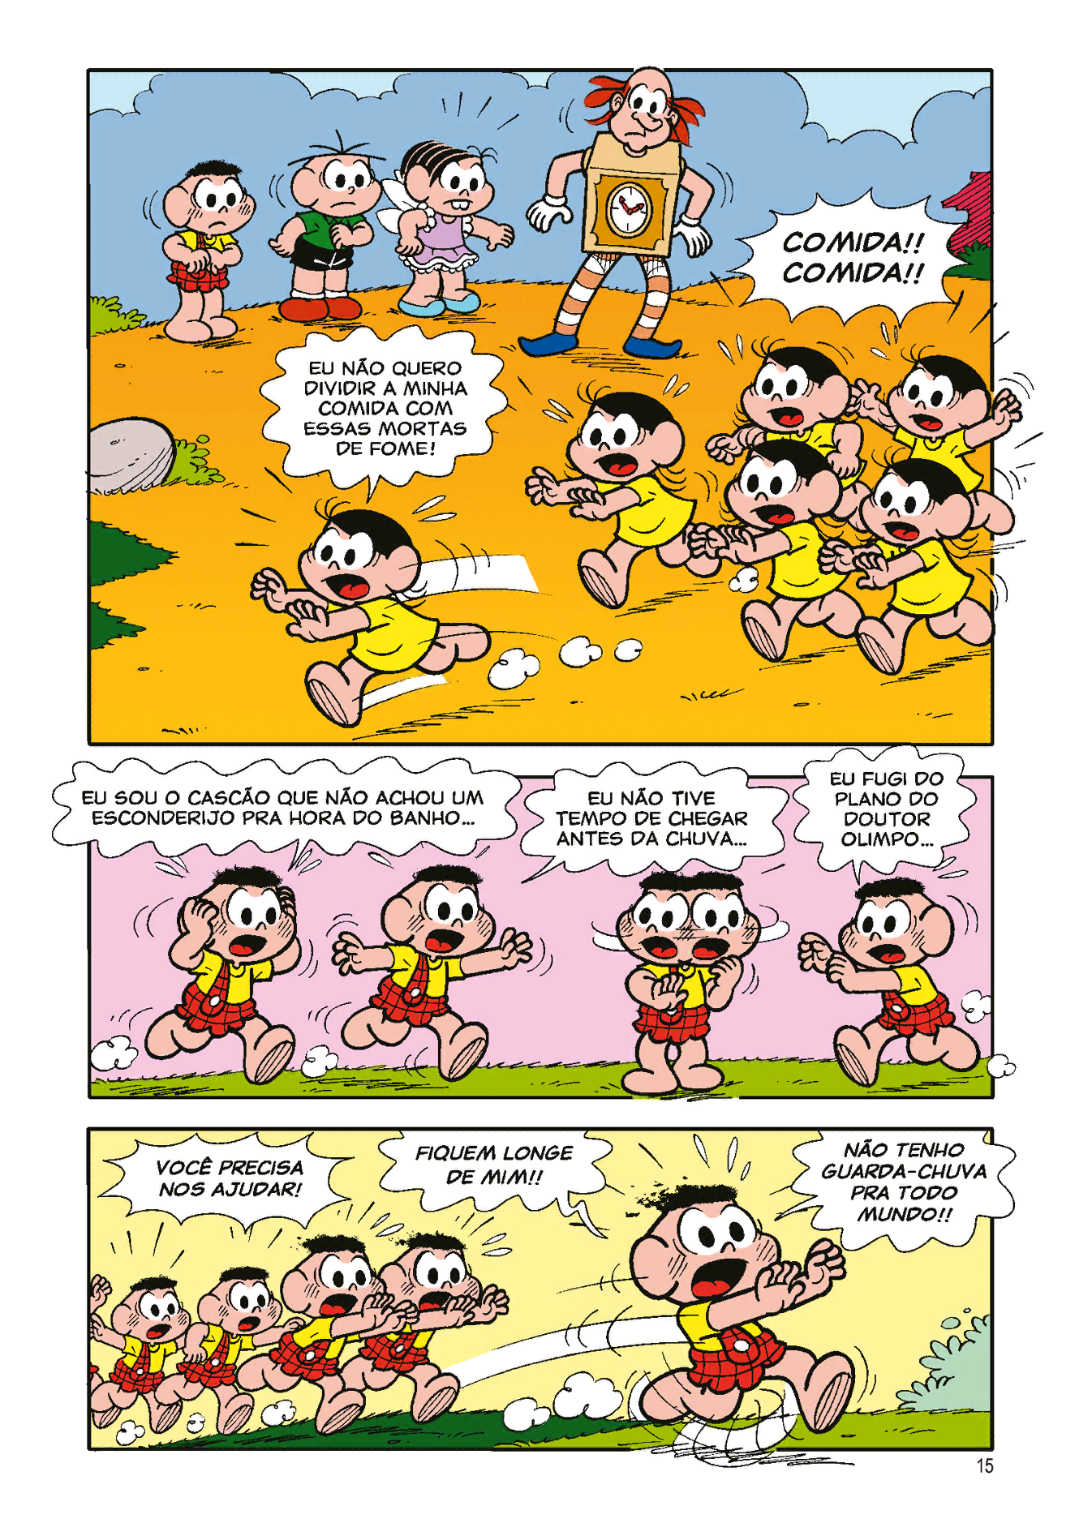 COMIDA!!
COMIDA!!
EU NÃO QUERO
DIVIDIR A MINHA
COMIDA COM
ESSAS MORTAS
DE FOME!
EU SOU O CASCÃO QUE NÃO ACHOU UM
ESCONDERIJO PRA HORA DO BANHO...
EU NÃO TIVE
TEMPO DE CHEGAR
ANTES DA CHUVA...
EU FUGI DO
PLANO DO
DOUTOR
OLIMPO...
VOCÊ PRECISA
NOS AJUDAR!
FIQUEM LONGE
DE MIM!!
NÃO TENHO
GUARDA-CHUVA
PRA TODO
MUNDO!!
15